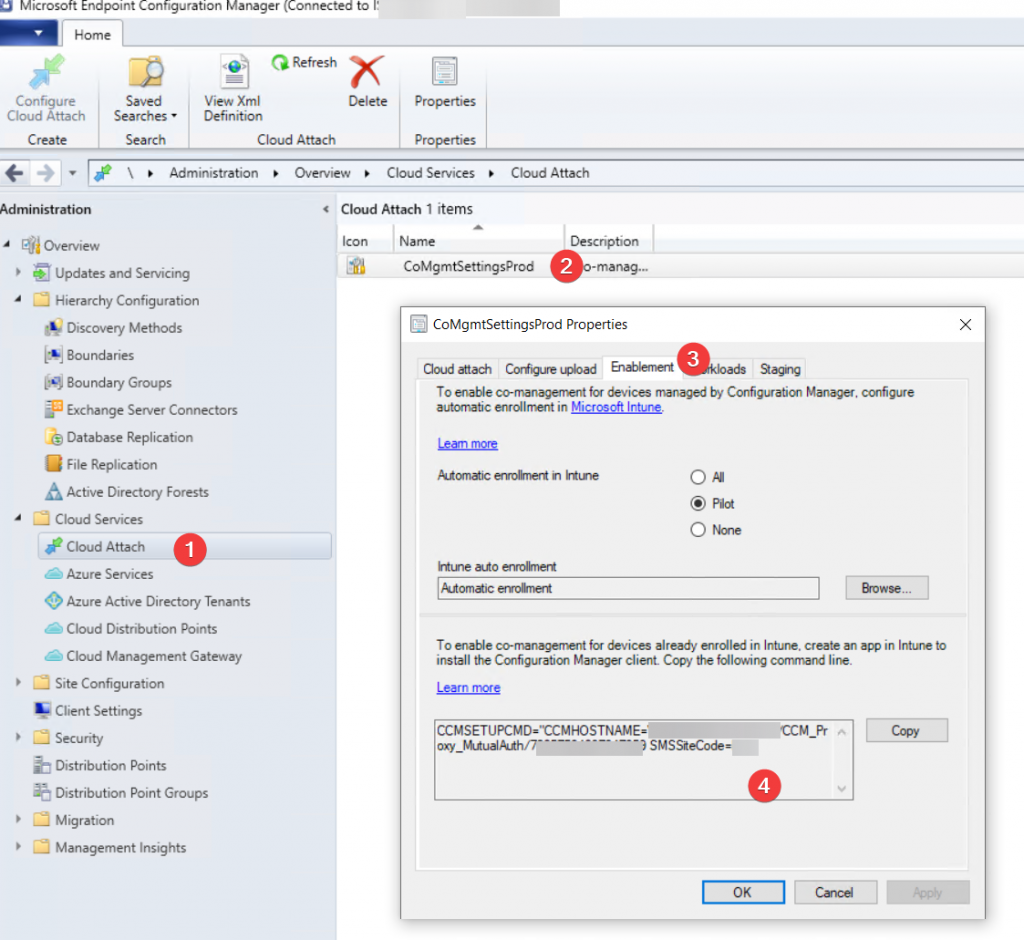 Microsoft Endpoint Configuration Manager (Connected to
Home
Configure
Cloud Attach
Create
Saved
Searches
Search
View Xml
Definition
Refresh
Delete
Cloud Attach
Properties
Properties
\ Administration Overview Cloud Services Cloud Attach
Administration
Overview
Updates and Servicing
Hierarchy Configuration
Discovery Methods
Boundaries
Boundary Groups
Exchange Server Connectors
Database Replication
File Replication
Active Directory Forests
Cloud Services
Cloud Attach 1
Azure Services
Azure Active Directory Tenants
Cloud Distribution Points
Cloud Management Gateway
Site Configuration
Client Settings
Security
Distribution Points
Distribution Point Groups
Migration
Management Insights
Cloud Attach 1 items
Icon Name Description
CoMgmtSettingsProd 2 o-manag...
CoMgmtSettingsProd Properties
Cloud attach Configure upload Enablement 3 rkloads Staging
To enable co-management for devices managed by Configuration Manager, configure
automatic enrollment in Microsoft Intune.
Learn more
Automatic enrollment in Intune
All
Pilot
None
Intune auto enrollment
Automatic enrollment Browse...
To enable co-management for devices already enrolled in Intune, create an app in Intune to
install the Configuration Manager client. Copy the following command line.
Learn more
CCMSETUPCMD="CCMHOSTNAME= /CCM_Pr
oxy_MutualAuth/7 SMSSiteCode=
Copy
4
OK Cancel Apply